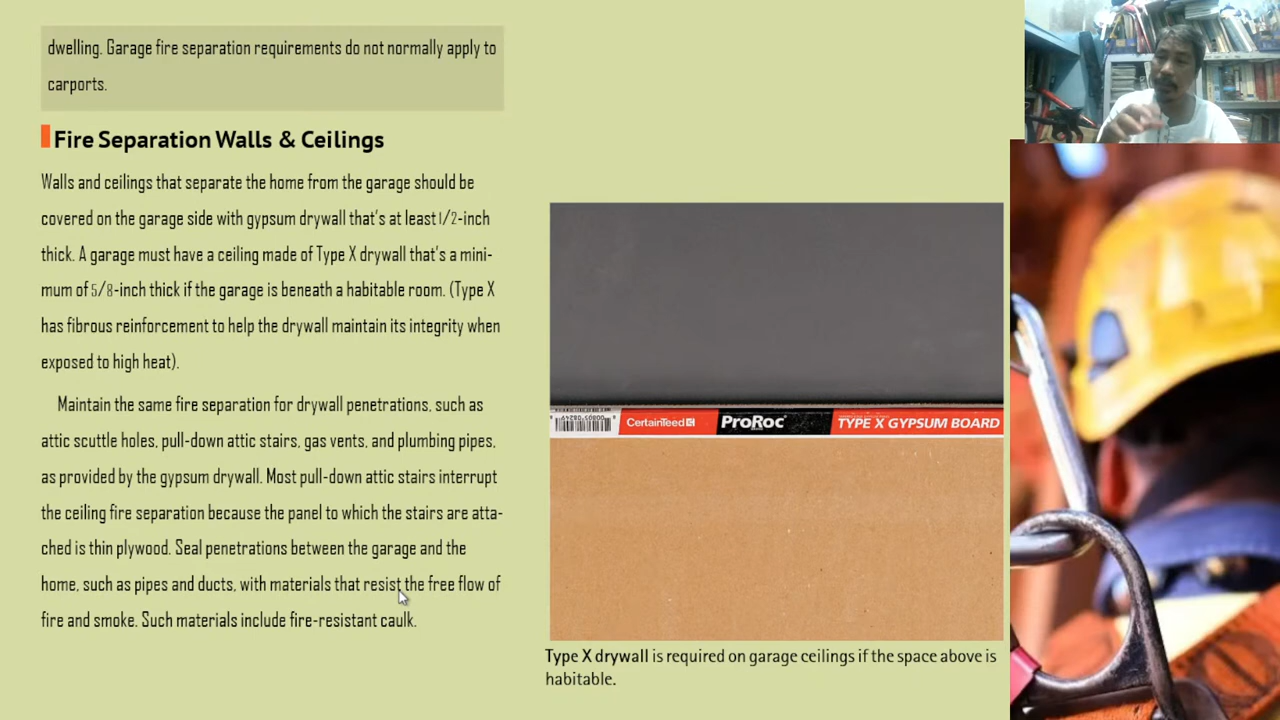 dwelling. Garage fire separation requirements do not normally apply to
carports.
Fire Separation Walls & Ceilings
Walls and ceilings that separate the home from the garage should be
covered on the garage side with gypsum drywall that's at least 1/2-inch
thick. A garage must have a ceiling made of Type X drywall that's a mini-
mum of 5/8-inch thick if the garage is beneath a habitable room. (Type X
has fibrous reinforcement to help the drywall maintain its integrity when
exposed to high heat).
Maintain the same fire separation for drywall penetrations, such as
attic scuttle holes, pull-down attic stairs, gas vents, and plumbing pipes,
as provided by the gypsum drywall. Most pull-down attic stairs interrupt
the ceiling fire separation because the panel to which the stairs are atta-
ched is thin plywood. Seal penetrations between the garage and the
home, such as pipes and ducts, with materials that resist the free flow of
fire and smoke. Such materials include fire-resistant caulk.
CertainTeed ProRoc TYPE X GYPSUM BOARD
Type X drywall is required on garage ceilings if the space above is
habitable.